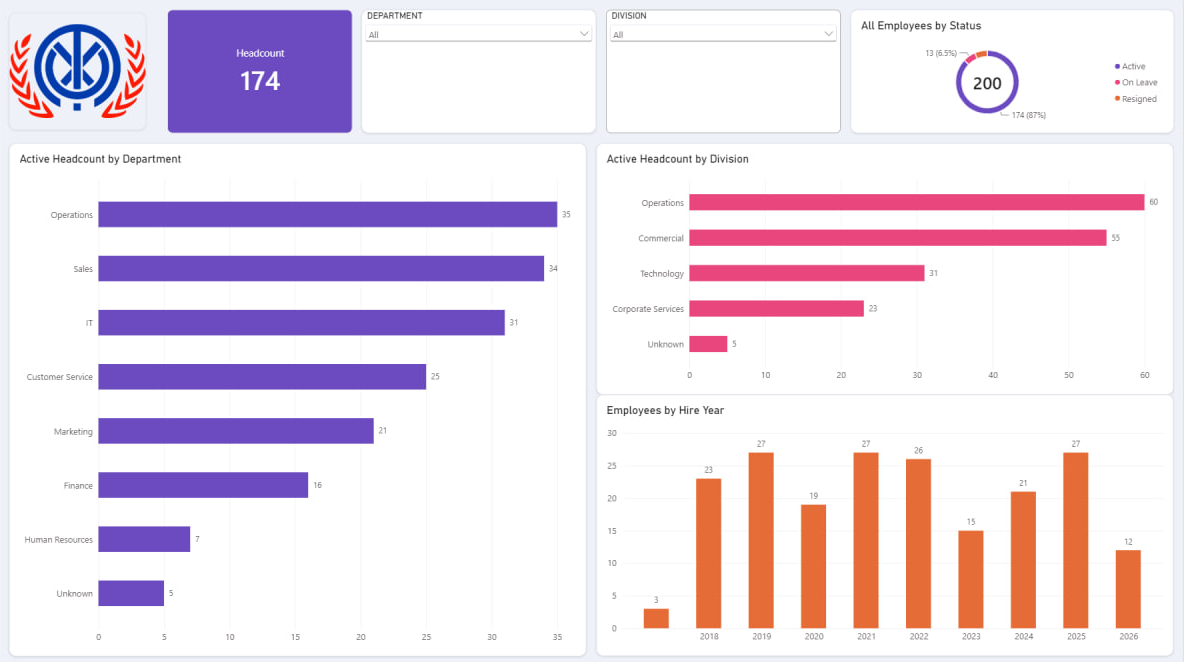 Headcount
174
DEPARTMENT
All
DIVISION
All
All Employees by Status
13 (6.5%)
200
174 (87%)
Active
On Leave
Resigned
Active Headcount by Department
Operations 35
Sales 34
IT 31
Customer Service 25
Marketing 21
Finance 16
Human Resources 7
Unknown 5
0 5 10 15 20 25 30 35
Active Headcount by Division
Operations 60
Commercial 55
Technology 31
Corporate Services 23
Unknown 5
0 10 20 30 40 50 60
Employees by Hire Year
30
25
20
15
10
5
0
3 23 27 19 27 26 15 21 27 12
2018 2019 2020 2021 2022 2023 2024 2025 2026